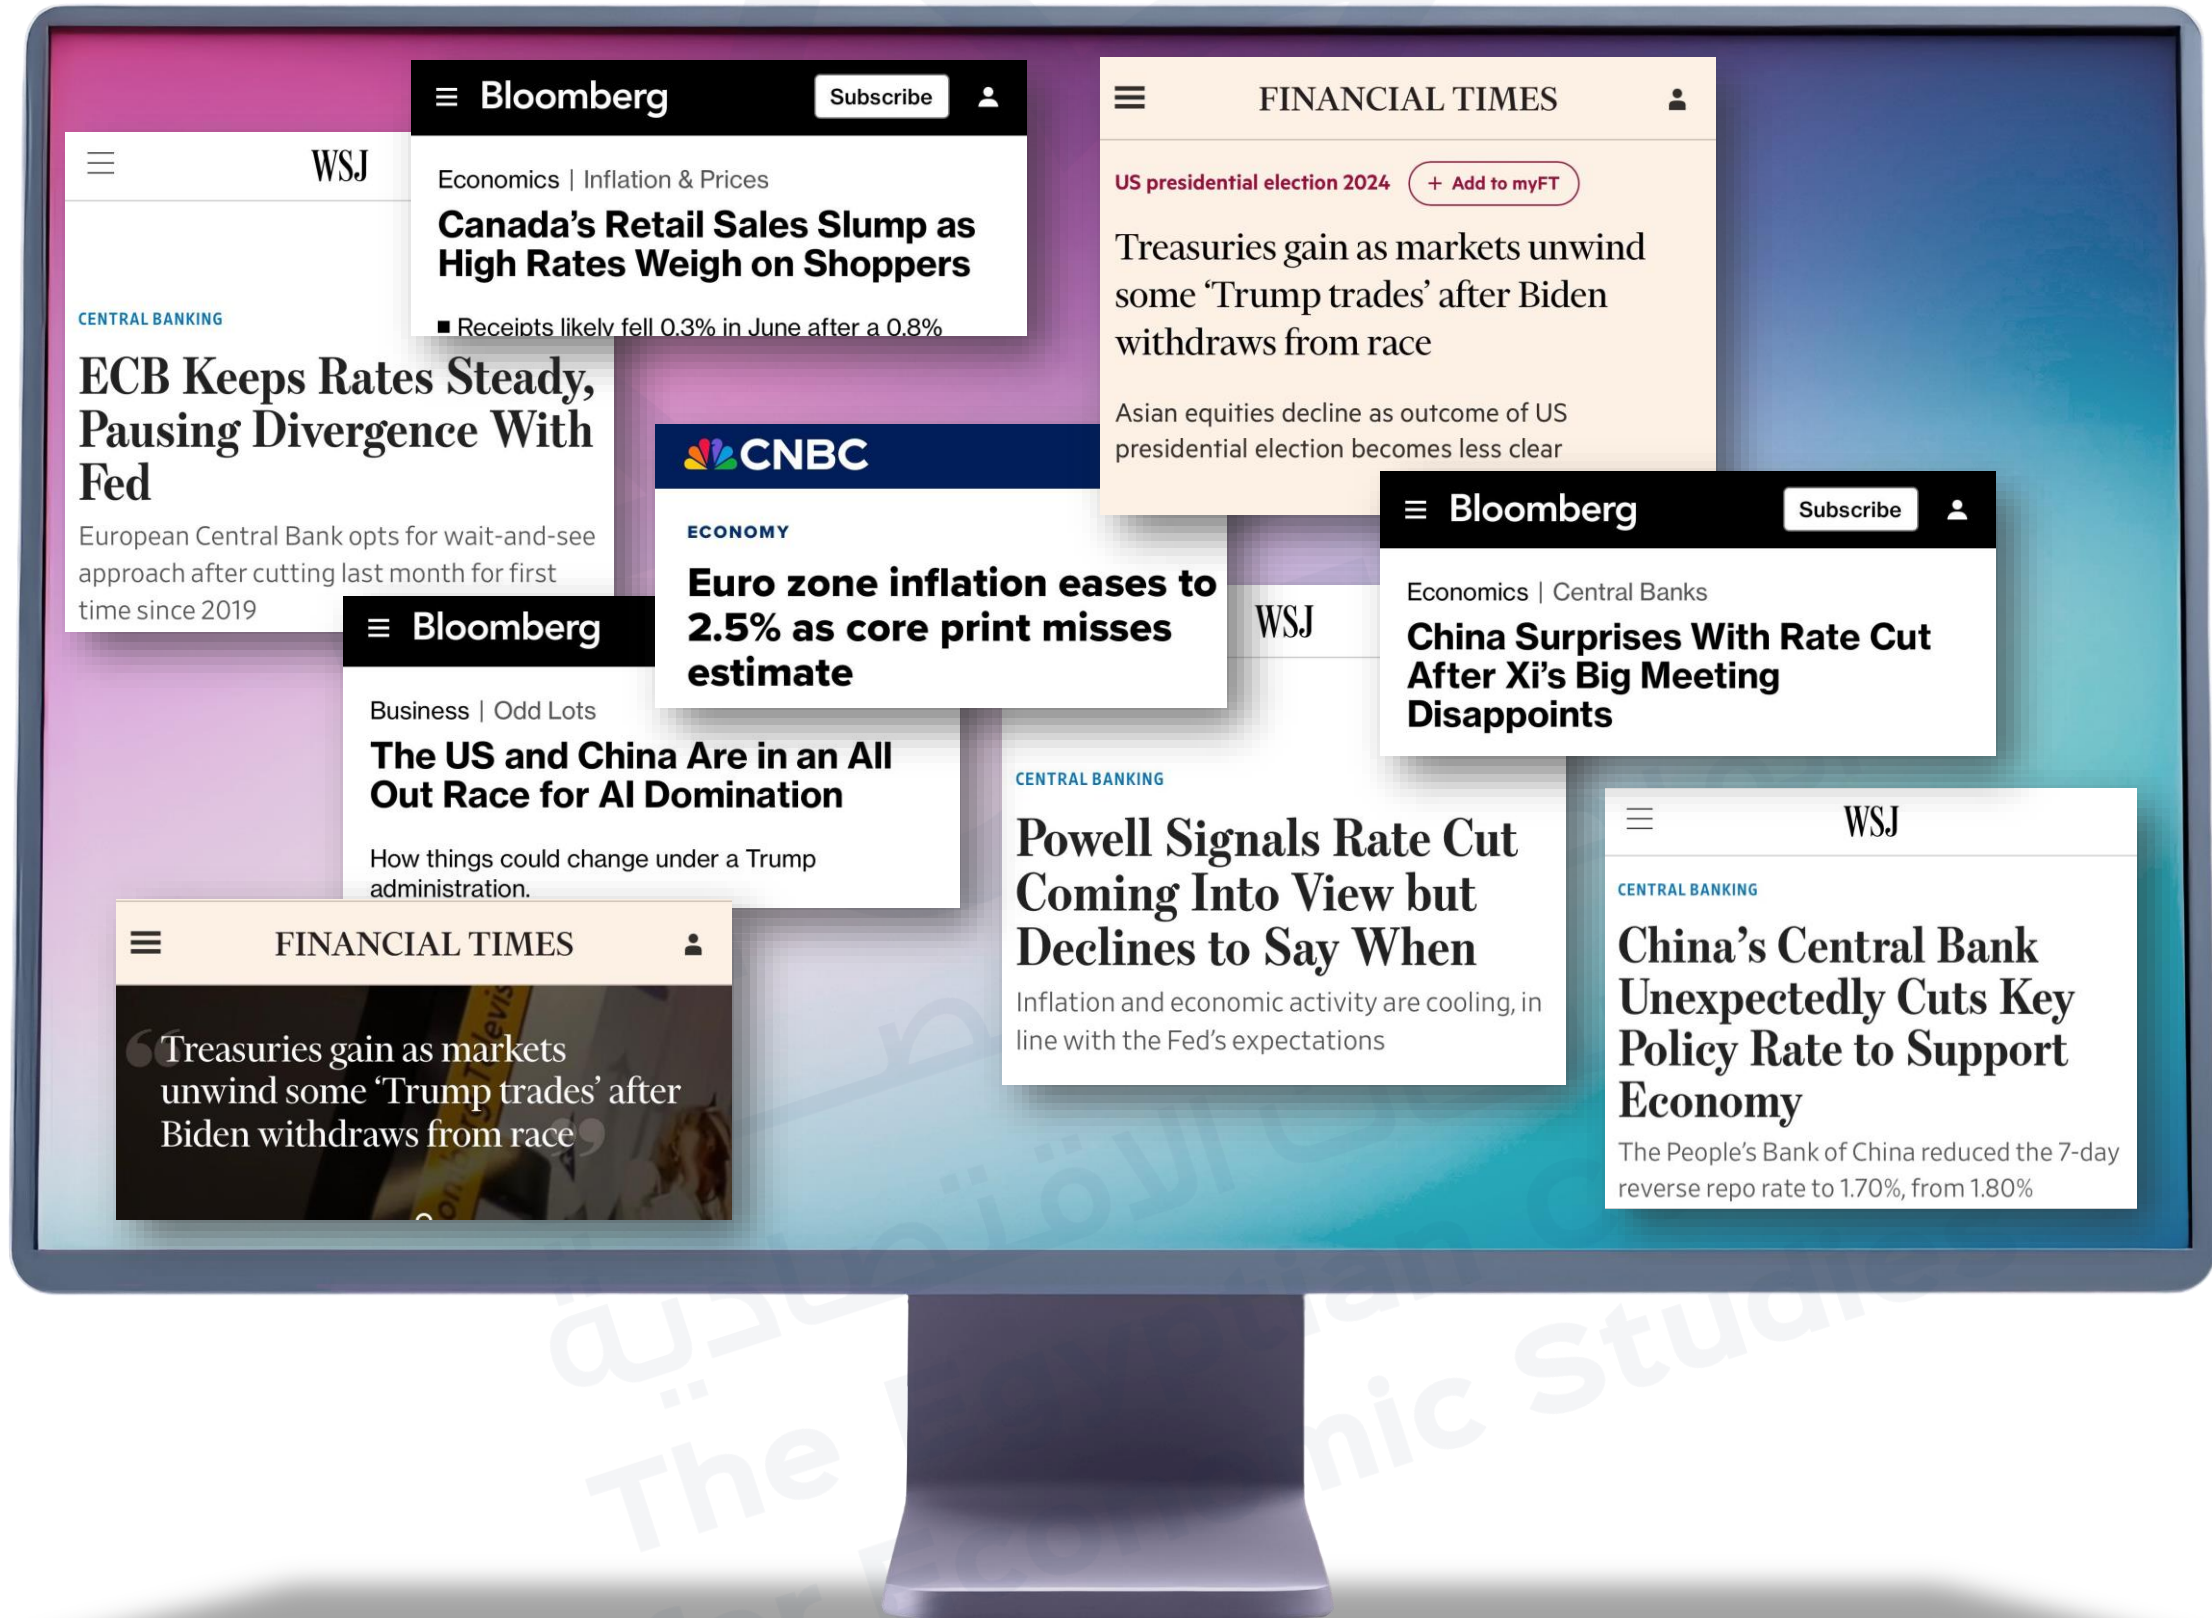 Bloomberg
Subscribe
Economics | Inflation & Prices
Canada's Retail Sales Slump as
High Rates Weigh on Shoppers
■ Receipts likely fell 0.3% in June after a 0.8%
FINANCIAL TIMES
US presidential election 2024
+ Add to myFT
Treasuries gain as markets unwind
some 'Trump trades' after Biden
withdraws from race
Asian equities decline as outcome of US
presidential election becomes less clear
WSJ
CENTRAL BANKING
ECB Keeps Rates Steady,
Pausing Divergence With
Fed
European Central Bank opts for wait-and-see
approach after cutting last month for first
time since 2019
CNBC
ECONOMY
Euro zone inflation eases to
2.5% as core print misses
estimate
Bloomberg
Subscribe
Economics | Central Banks
China Surprises With Rate Cut
After Xi's Big Meeting
Disappoints
Bloomberg
Business | Odd Lots
The US and China Are in an All
Out Race for AI Domination
How things could change under a Trump
administration.
WSJ
CENTRAL BANKING
Powell Signals Rate Cut
Coming Into View but
Declines to Say When
Inflation and economic activity are cooling, in
line with the Fed's expectations
WSJ
CENTRAL BANKING
China's Central Bank
Unexpectedly Cuts Key
Policy Rate to Support
Economy
The People's Bank of China reduced the 7-day
reverse repo rate to 1.70%, from 1.80%
FINANCIAL TIMES
“Treasuries gain as markets
unwind some 'Trump trades' after
Biden withdraws from race”
الاقتصادية
The Egyptian
Studies